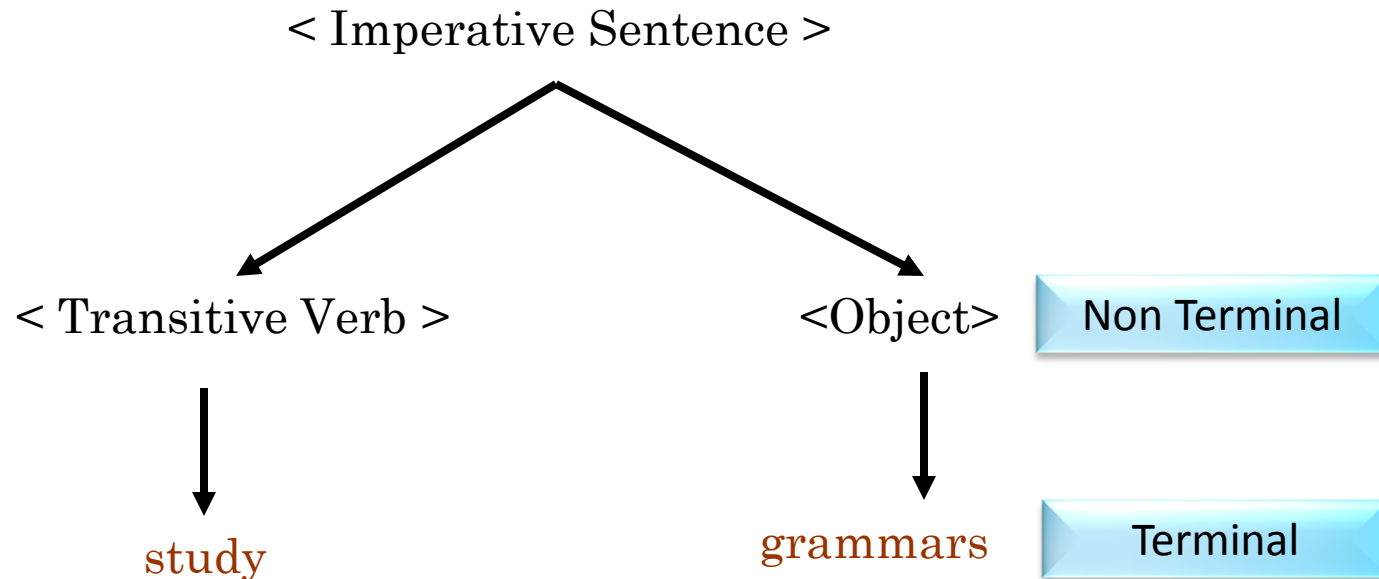 < Imperative Sentence >
< Transitive Verb > <Object> Non Terminal
study grammars Terminal